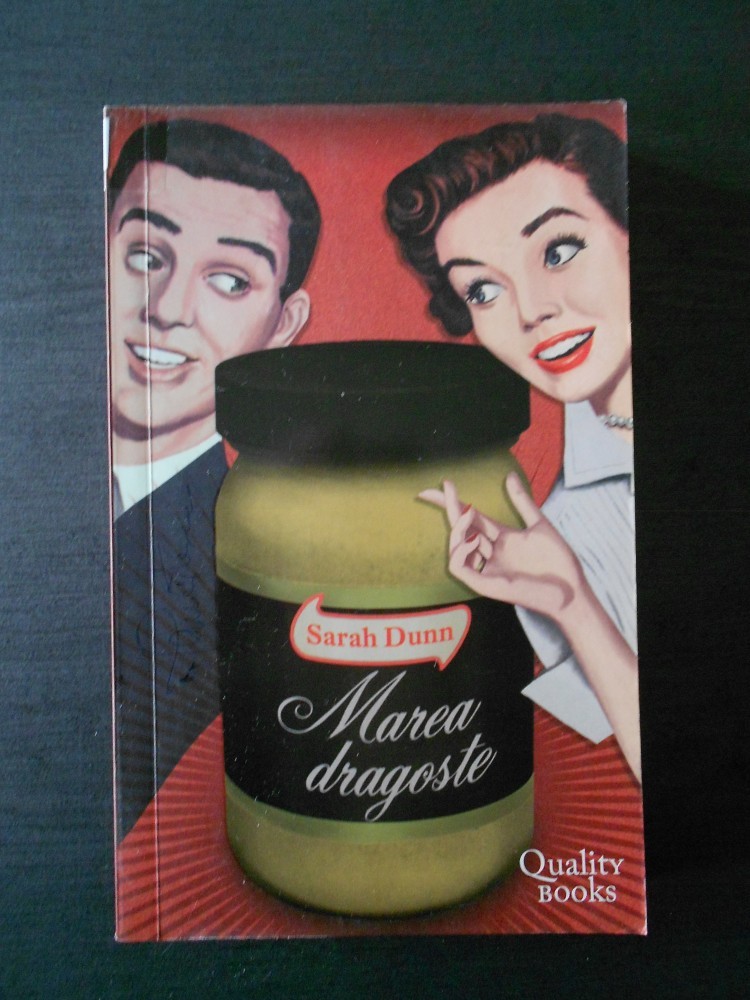 Sarah Dunn
Marea
dragoste
Quality
BOOKS